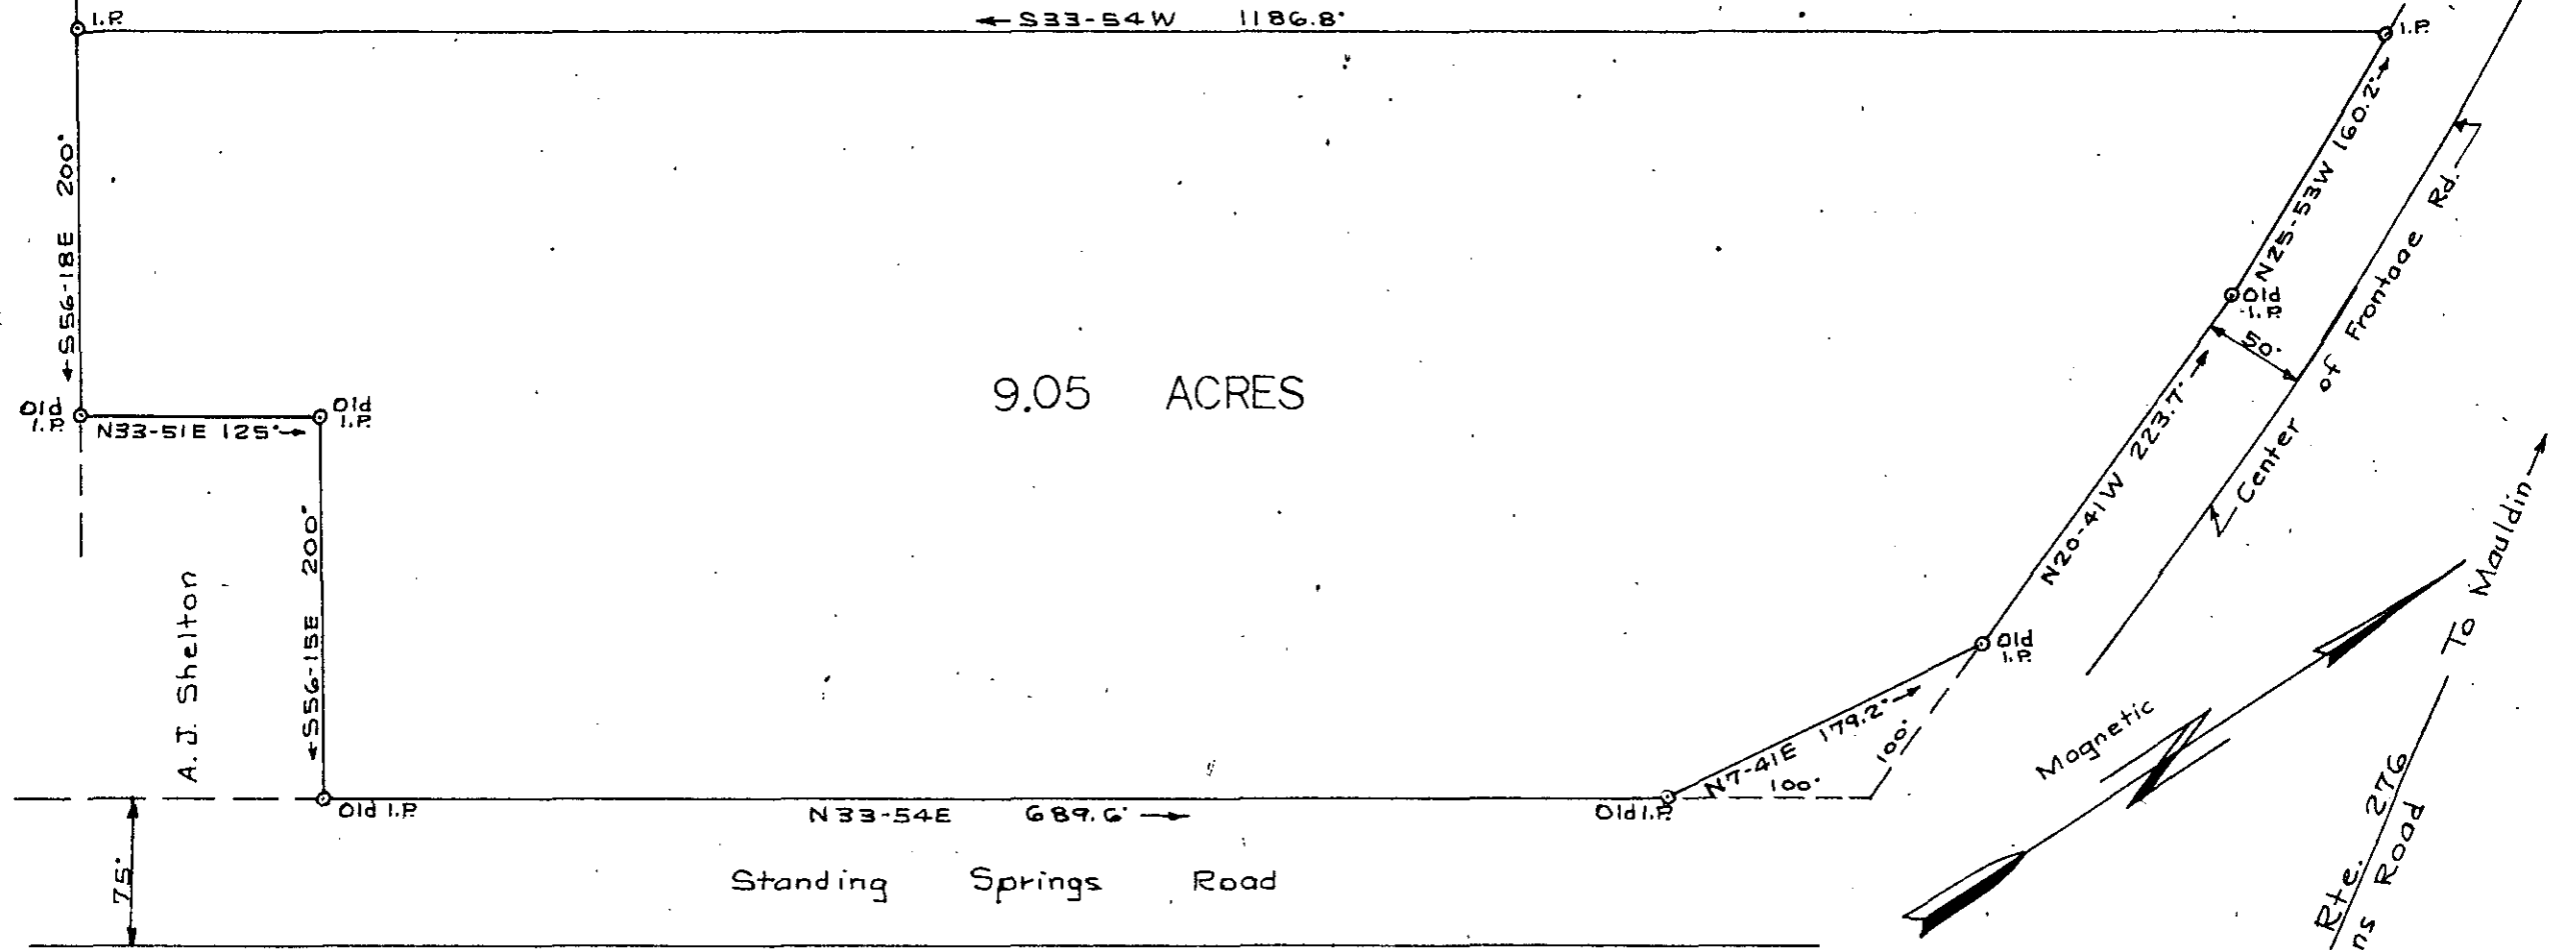 I.P.
S33-54W 1186.8'
I.P.
S56-18E 200'
N25-53W 160.2'
Center of Frontage Rd.
Old
I.P.
50'
9.05 ACRES
Old
I.P.
Old
I.P.
N33-51E 125'
N20-41W 223.7'
S56-15E 200'
A. J. Shelton
To Mauldin
Old
I.P.
N7-41E 179.2'
100'
100'
Magnetic
Old I.P.
N33-54E 689.6'
Old I.P.
75'
Standing Springs Road
Rte. 276
ns Road